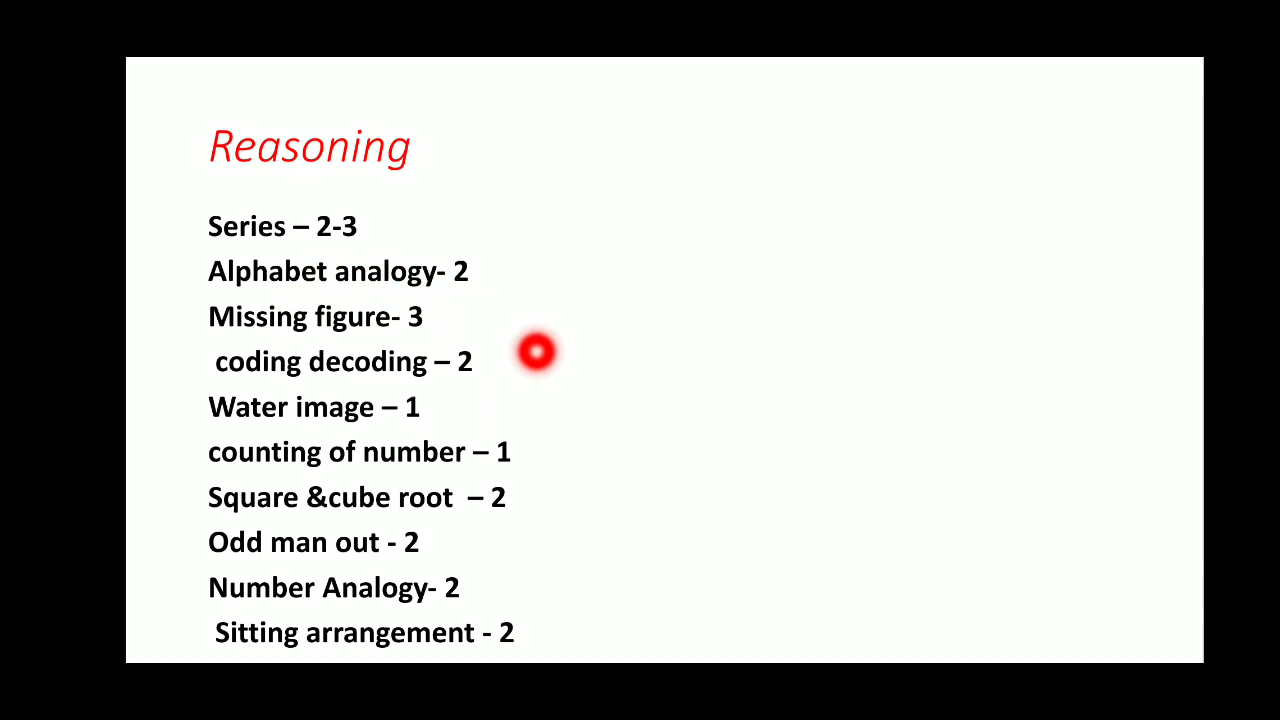 Reasoning
Series – 2-3
Alphabet analogy- 2
Missing figure- 3
coding decoding – 2
Water image – 1
counting of number – 1
Square &cube root  – 2
Odd man out - 2
Number Analogy- 2
Sitting arrangement - 2